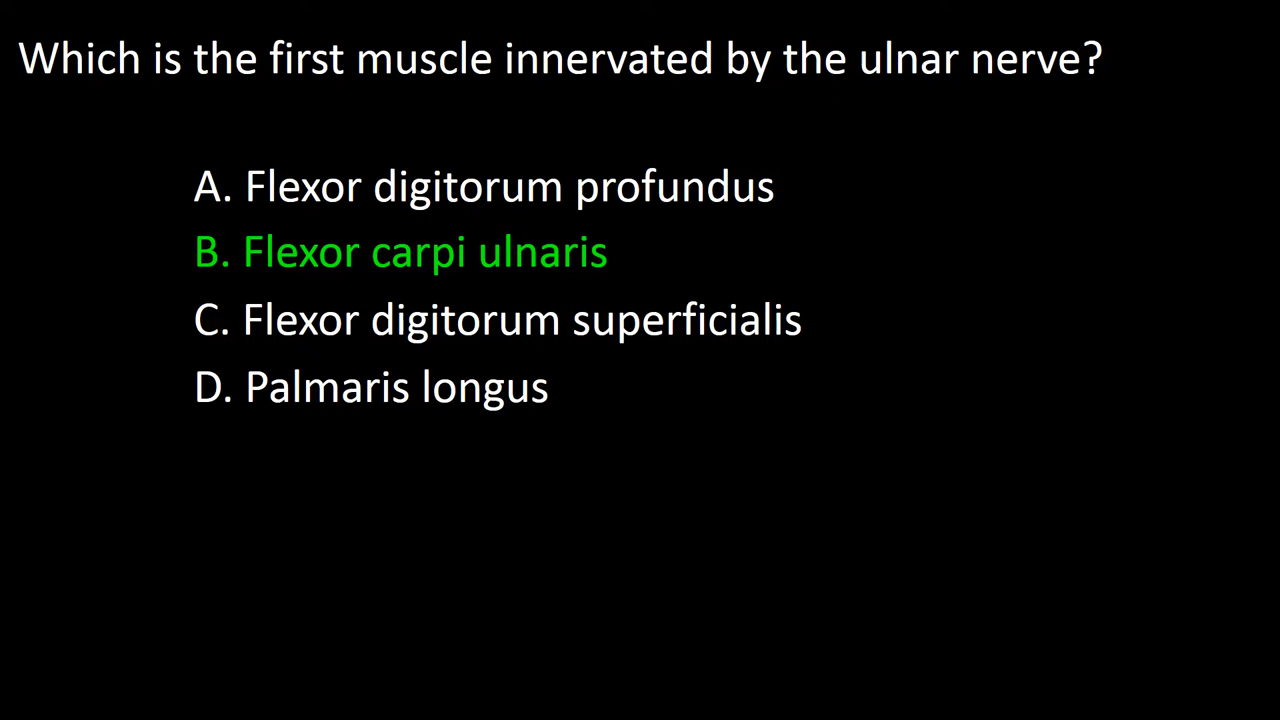 Which is the first muscle innervated by the ulnar nerve?
A. Flexor digitorum profundus
B. Flexor carpi ulnaris
C. Flexor digitorum superficialis
D. Palmaris longus